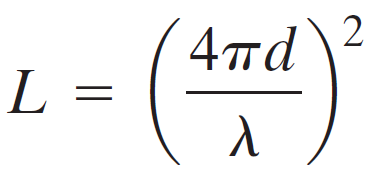 L = (4πd / λ)²